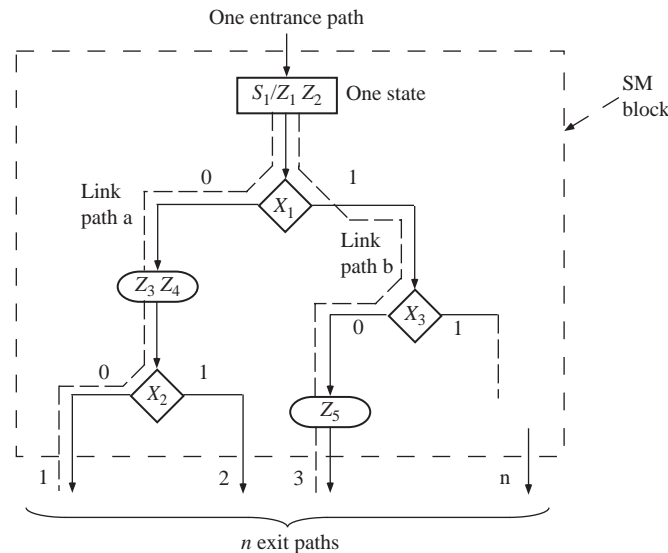 One entrance path
S1/Z1 Z2
One state
SM
block
0
1
X1
Link
path a
Link
path b
Z3 Z4
X3
0
1
0
1
X2
Z5
1
2
3
n
n exit paths